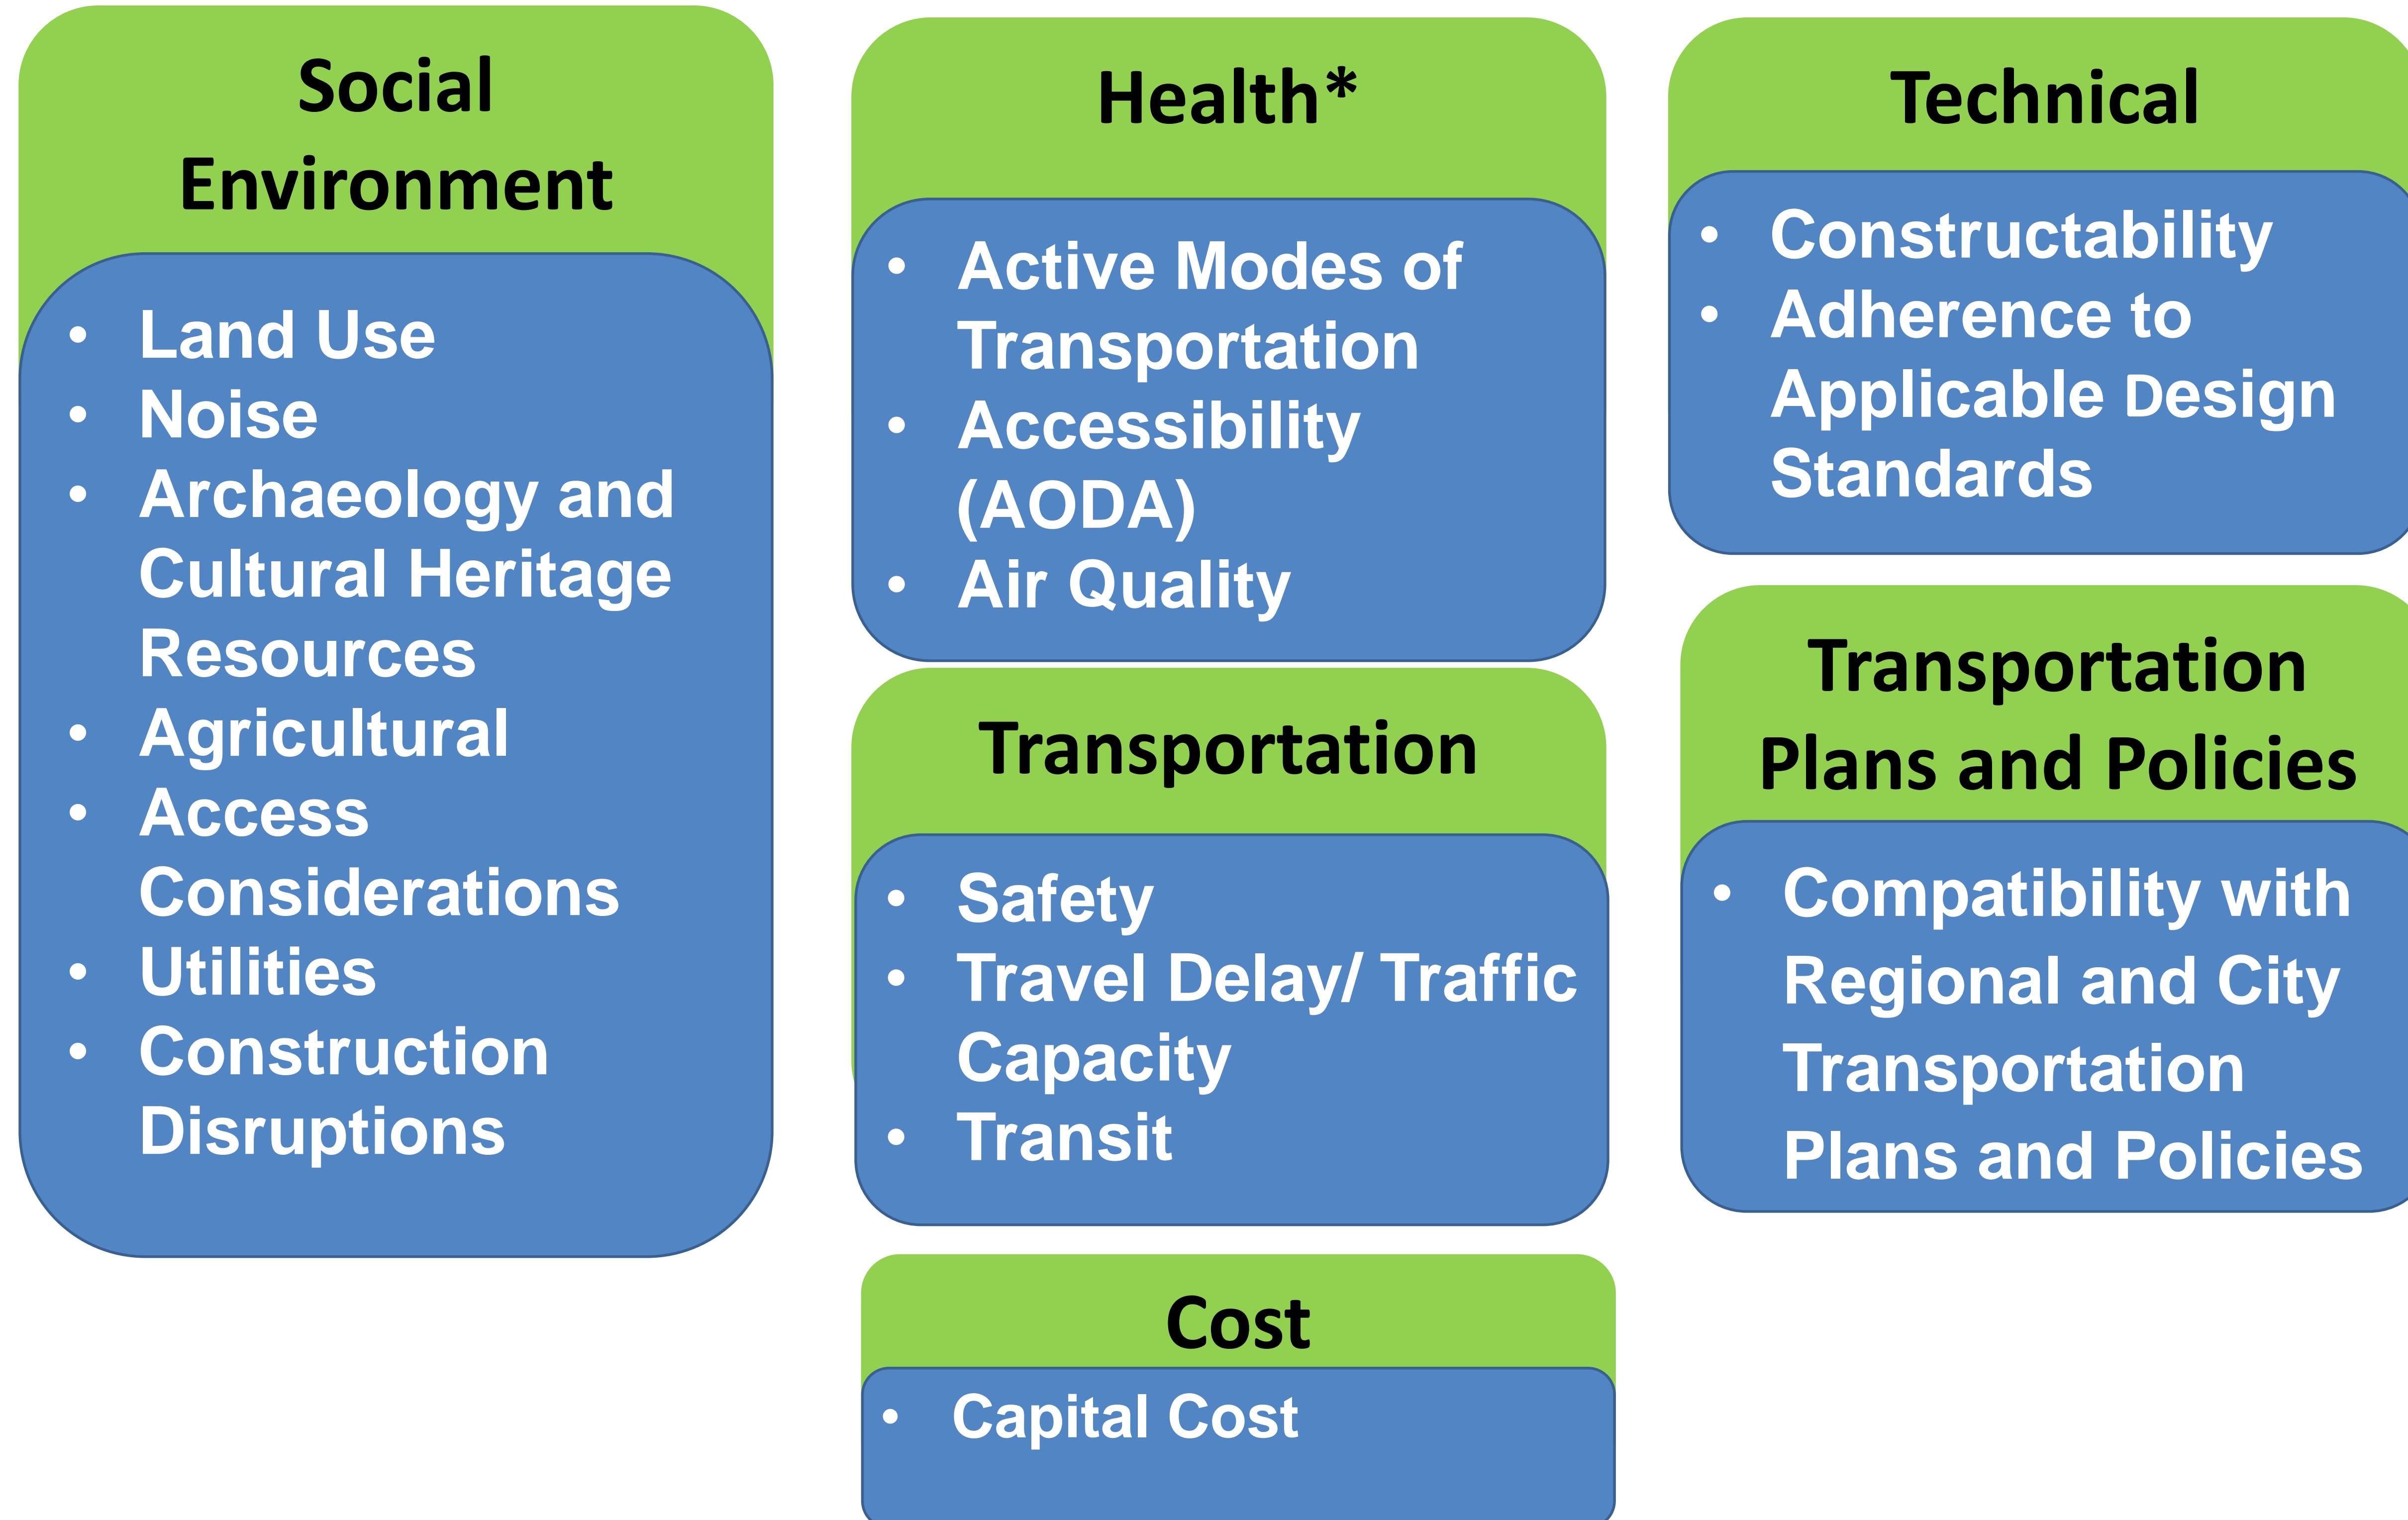 Social
Environment
• Land Use
• Noise
• Archaeology and
Cultural Heritage
Resources
• Agricultural
• Access
Considerations
• Utilities
• Construction
Disruptions
Health*
• Active Modes of
Transportation
• Accessibility
(AODA)
• Air Quality
Transportation
• Safety
• Travel Delay/ Traffic
Capacity
• Transit
Cost
• Capital Cost
Technical
• Constructability
• Adherence to
Applicable Design
Standards
Transportation
Plans and Policies
• Compatibility with
Regional and City
Transportation
Plans and Policies